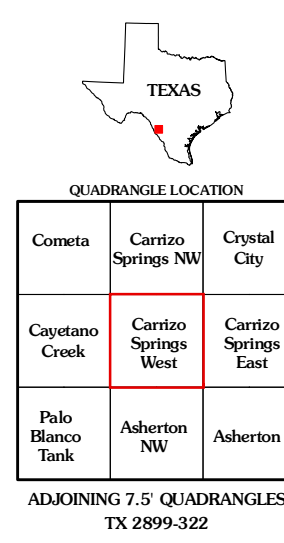 TEXAS
QUADRANGLE LOCATION
Cometa
Carrizo
Springs NW
Crystal
City
Cayetano
Creek
Carrizo
Springs
West
Carrizo
Springs
East
Palo
Blanco
Tank
Asherton
NW
Asherton
ADJOINING 7.5' QUADRANGLES
TX 2899-322